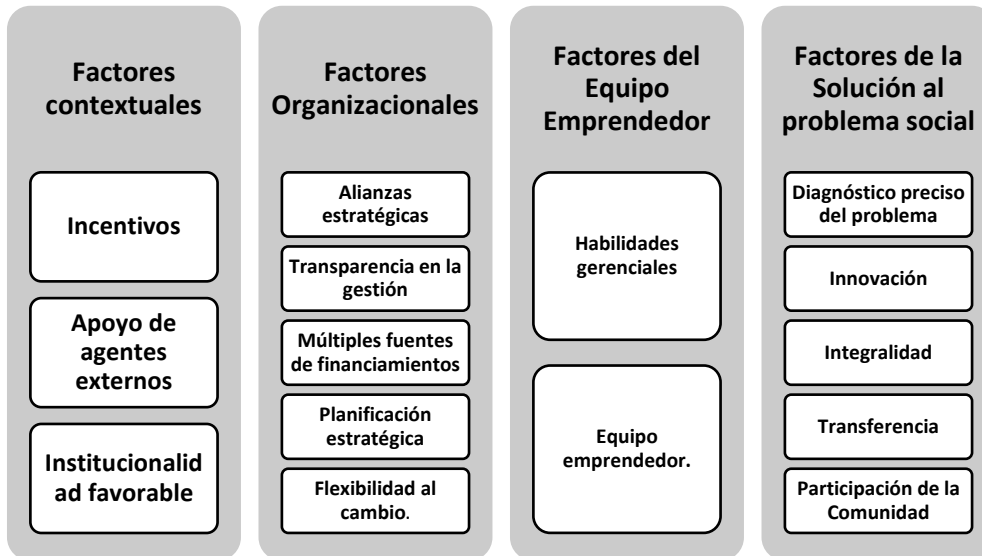 Factores
contextuales
Incentivos
Apoyo de
agentes
externos
Institucionalid
ad favorable
Factores
Organizacionales
Alianzas
estratégicas
Transparencia en la
gestión
Múltiples fuentes
de financiamientos
Planificación
estratégica
Flexibilidad al
cambio.
Factores del
Equipo
Emprendedor
Habilidades
gerenciales
Equipo
emprendedor.
Factores de la
Solución al
problema social
Diagnóstico preciso
del problema
Innovación
Integralidad
Transferencia
Participación de la
Comunidad